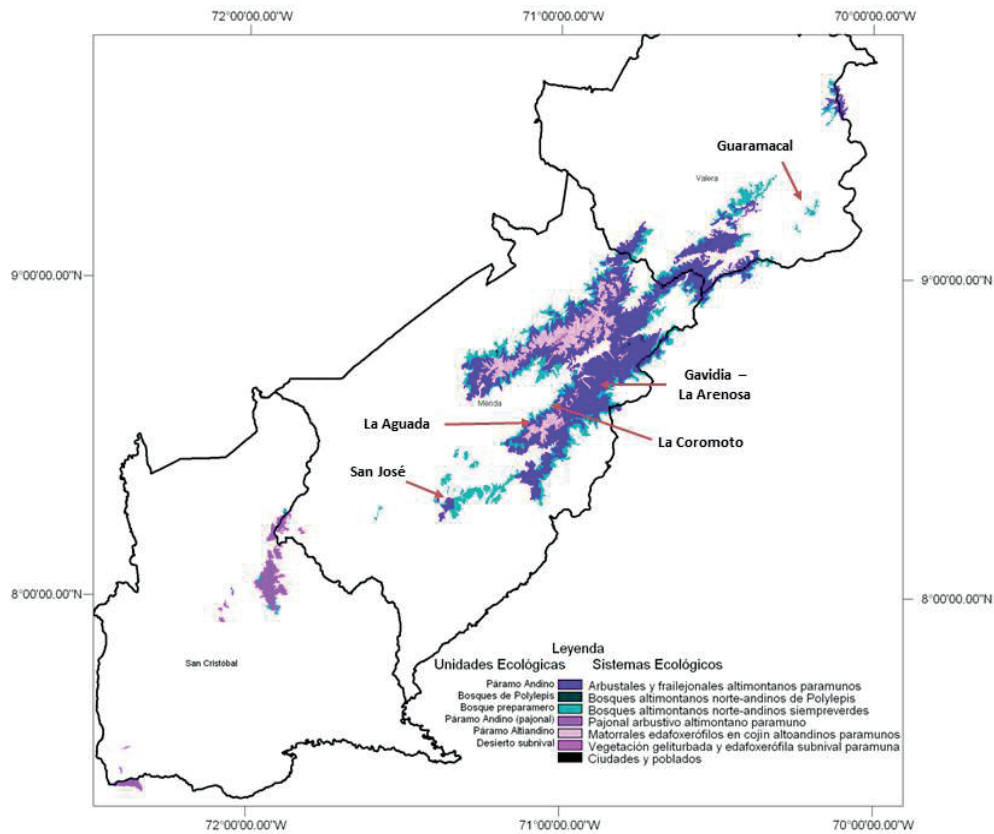 72°00'00.00"W
71°00'00.00"W
70°00'00.00"W
Guaramacal
Valera
9°00'00.00"N
9°00'00.00"N
Gavidia –
La Arenosa
Mérida
La Aguada
La Coromoto
San José
8°00'00.00"N
8°00'00.00"N
San Cristóbal
Leyenda
Unidades Ecológicas Sistemas Ecológicos
Páramo Andino Arbustales y frailejonales altimontanos paramunos
Bosques de Polylepis Bosques altimontanos norte-andinos de Polylepis
Bosque preparamero Bosques altimontanos norte-andinos siempreverdes
Páramo Andino (pajonal) Pajonal arbustivo altimontano paramuno
Páramo Altiandino Matorrales edafoxerófilos en cojin altoandinos paramunos
Desierto subnival Vegetación geliturbada y edafoxerófila subnival paramuna
Ciudades y poblados
72°00'00.00"W
71°00'00.00"W
70°00'00.00"W